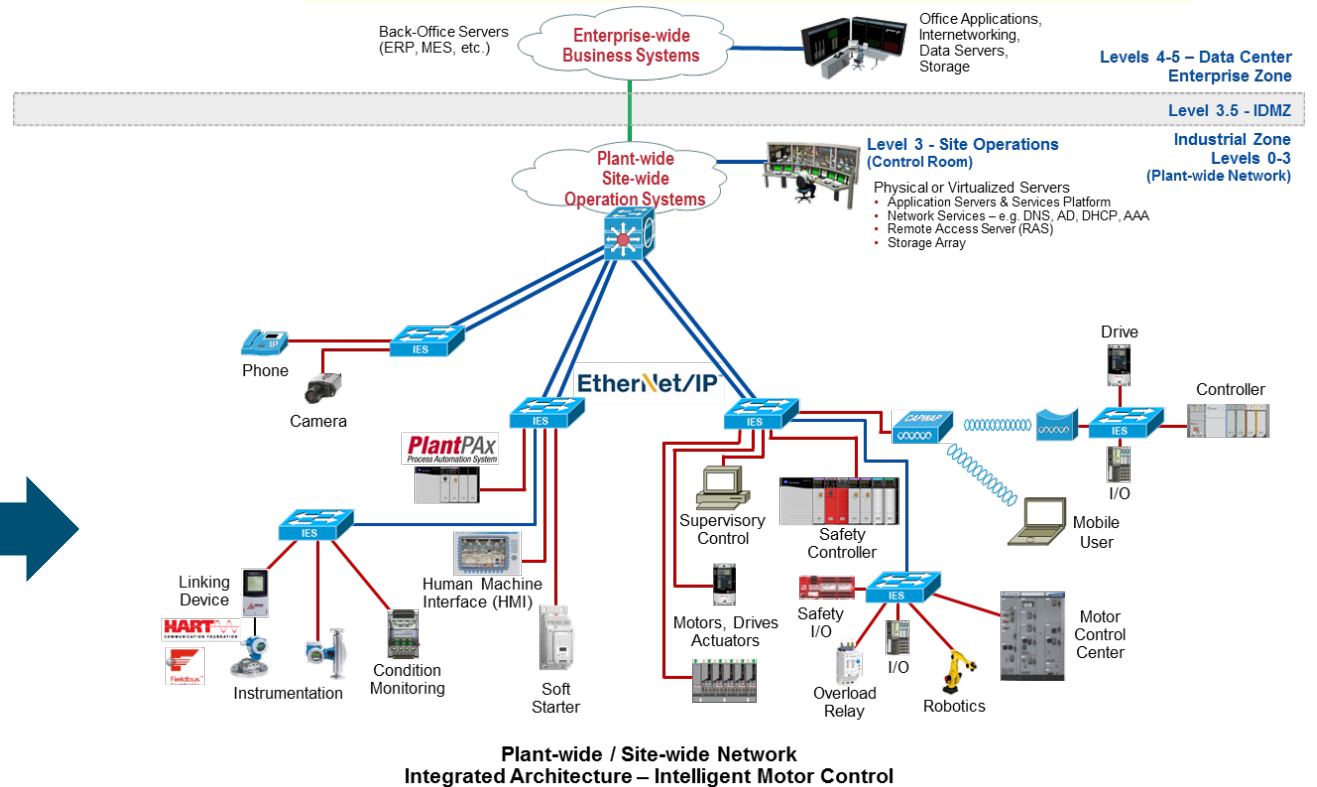 Back-Office Servers
(ERP, MES, etc.)
Enterprise-wide
Business Systems
Office Applications,
Internetworking,
Data Servers,
Storage
Levels 4-5 – Data Center
Enterprise Zone
Level 3.5 - IDMZ
Plant-wide
Site-wide
Operation Systems
Level 3 - Site Operations
(Control Room)
Industrial Zone
Levels 0-3
(Plant-wide Network)
Physical or Virtualized Servers
• Application Servers & Services Platform
• Network Services – e.g. DNS, AD, DHCP, AAA
• Remote Access Server (RAS)
• Storage Array
IP
Phone
IES
Camera
EtherNet/IP™
IES
IES
CAPWAP
Drive
IES
Controller
I/O
PlantPAx
Process Automation System
IES
Supervisory
Control
Safety
Controller
Mobile
User
Linking
Device
HART
COMMUNICATION FOUNDATION
Fieldbus
Instrumentation
Condition
Monitoring
Human Machine
Interface (HMI)
Soft
Starter
Motors, Drives
Actuators
Safety
I/O
IES
I/O
Overload
Relay
Robotics
Motor
Control
Center
Plant-wide / Site-wide Network
Integrated Architecture – Intelligent Motor Control